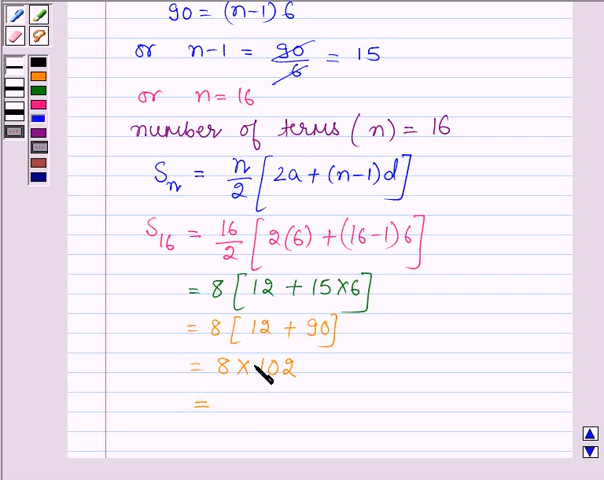 90 = (n-1) 6
or n-1 = 90/6 = 15
or n = 16
number of terms (n) = 16
Sn = n/2 [2a + (n-1)d]
S16 = 16/2 [2(6) + (16-1)6]
= 8 [12 + 15×6]
= 8 [12 + 90]
= 8 × 102
=